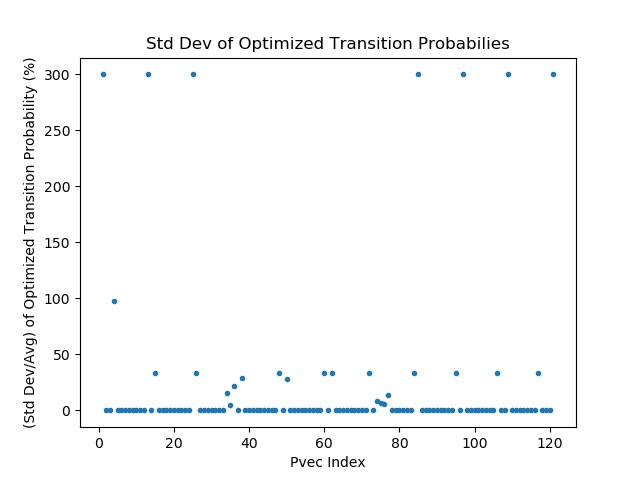 Std Dev of Optimized Transition Probabilies
(Std Dev/Avg) of Optimized Transition Probability (%)
300
250
200
150
100
50
0
0 20 40 60 80 100 120
Pvec Index